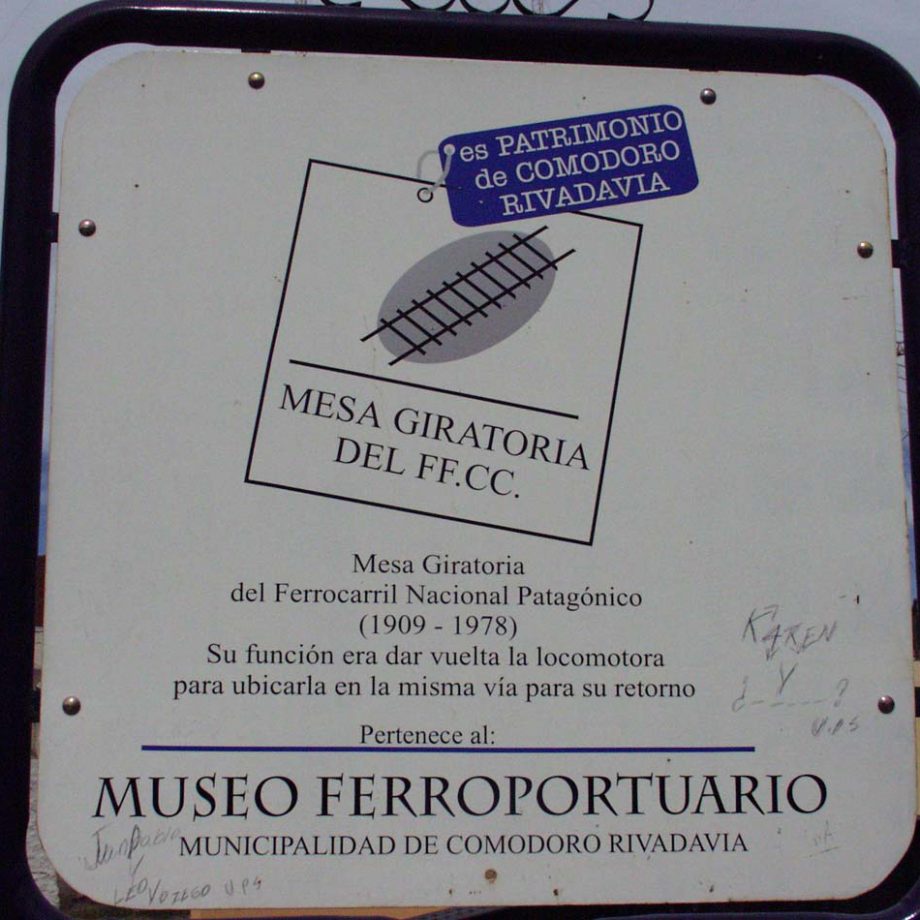 es PATRIMONIO
de COMODORO
RIVADAVIA
MESA GIRATORIA
DEL FF.CC.
Mesa Giratoria
del Ferrocarril Nacional Patagónico
(1909 - 1978)
Su función era dar vuelta la locomotora
para ubicarla en la misma vía para su retorno
KAREN
Y
¿------?
U.P.S
Pertenece al:
MUSEO FERROPORTUARIO
MUNICIPALIDAD DE COMODORO RIVADAVIA
Y
LEO U.P.S